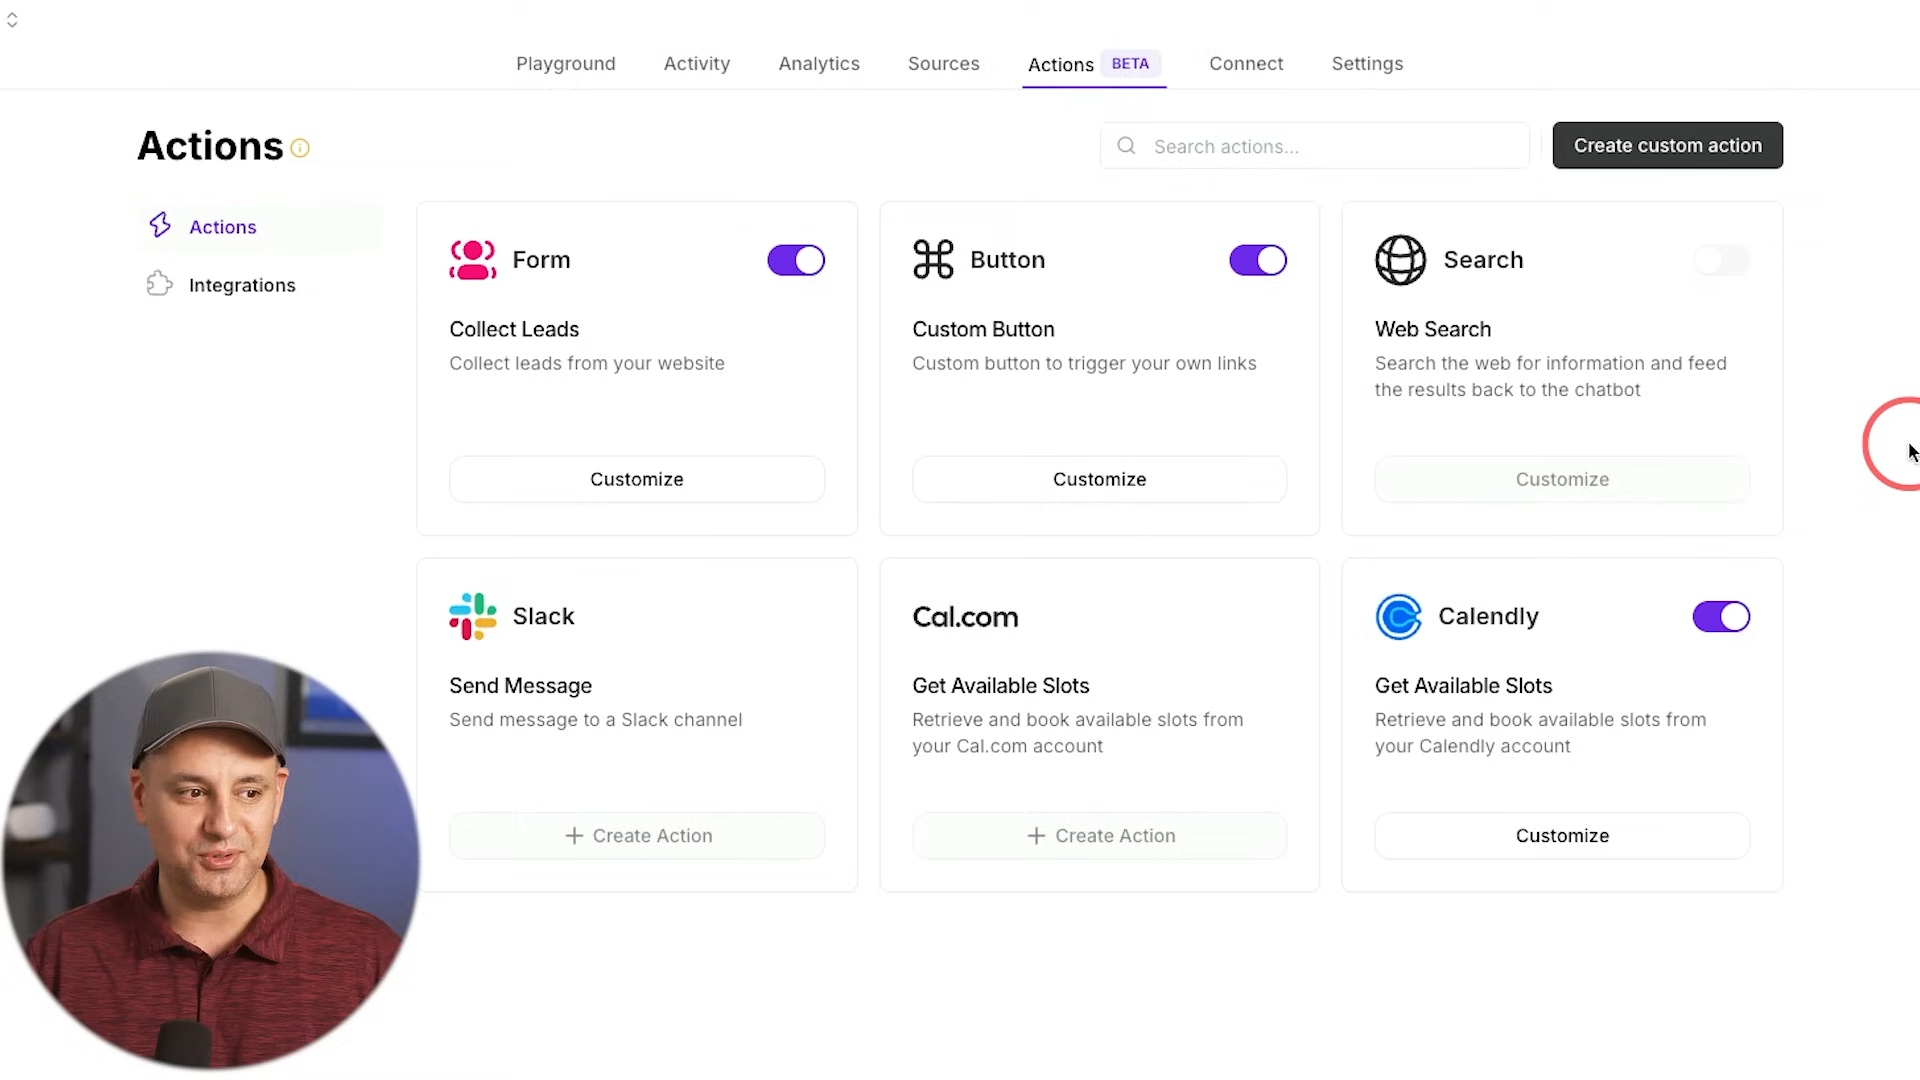 Playground Activity Analytics Sources Actions BETA Connect Settings
Actions
Search actions...
Create custom action
Actions
Integrations
Form
Collect Leads
Collect leads from your website
Customize
Button
Custom Button
Custom button to trigger your own links
Customize
Search
Web Search
Search the web for information and feed
the results back to the chatbot
Customize
Slack
Send Message
Send message to a Slack channel
+ Create Action
Cal.com
Get Available Slots
Retrieve and book available slots from
your Cal.com account
+ Create Action
Calendly
Get Available Slots
Retrieve and book available slots from
your Calendly account
Customize